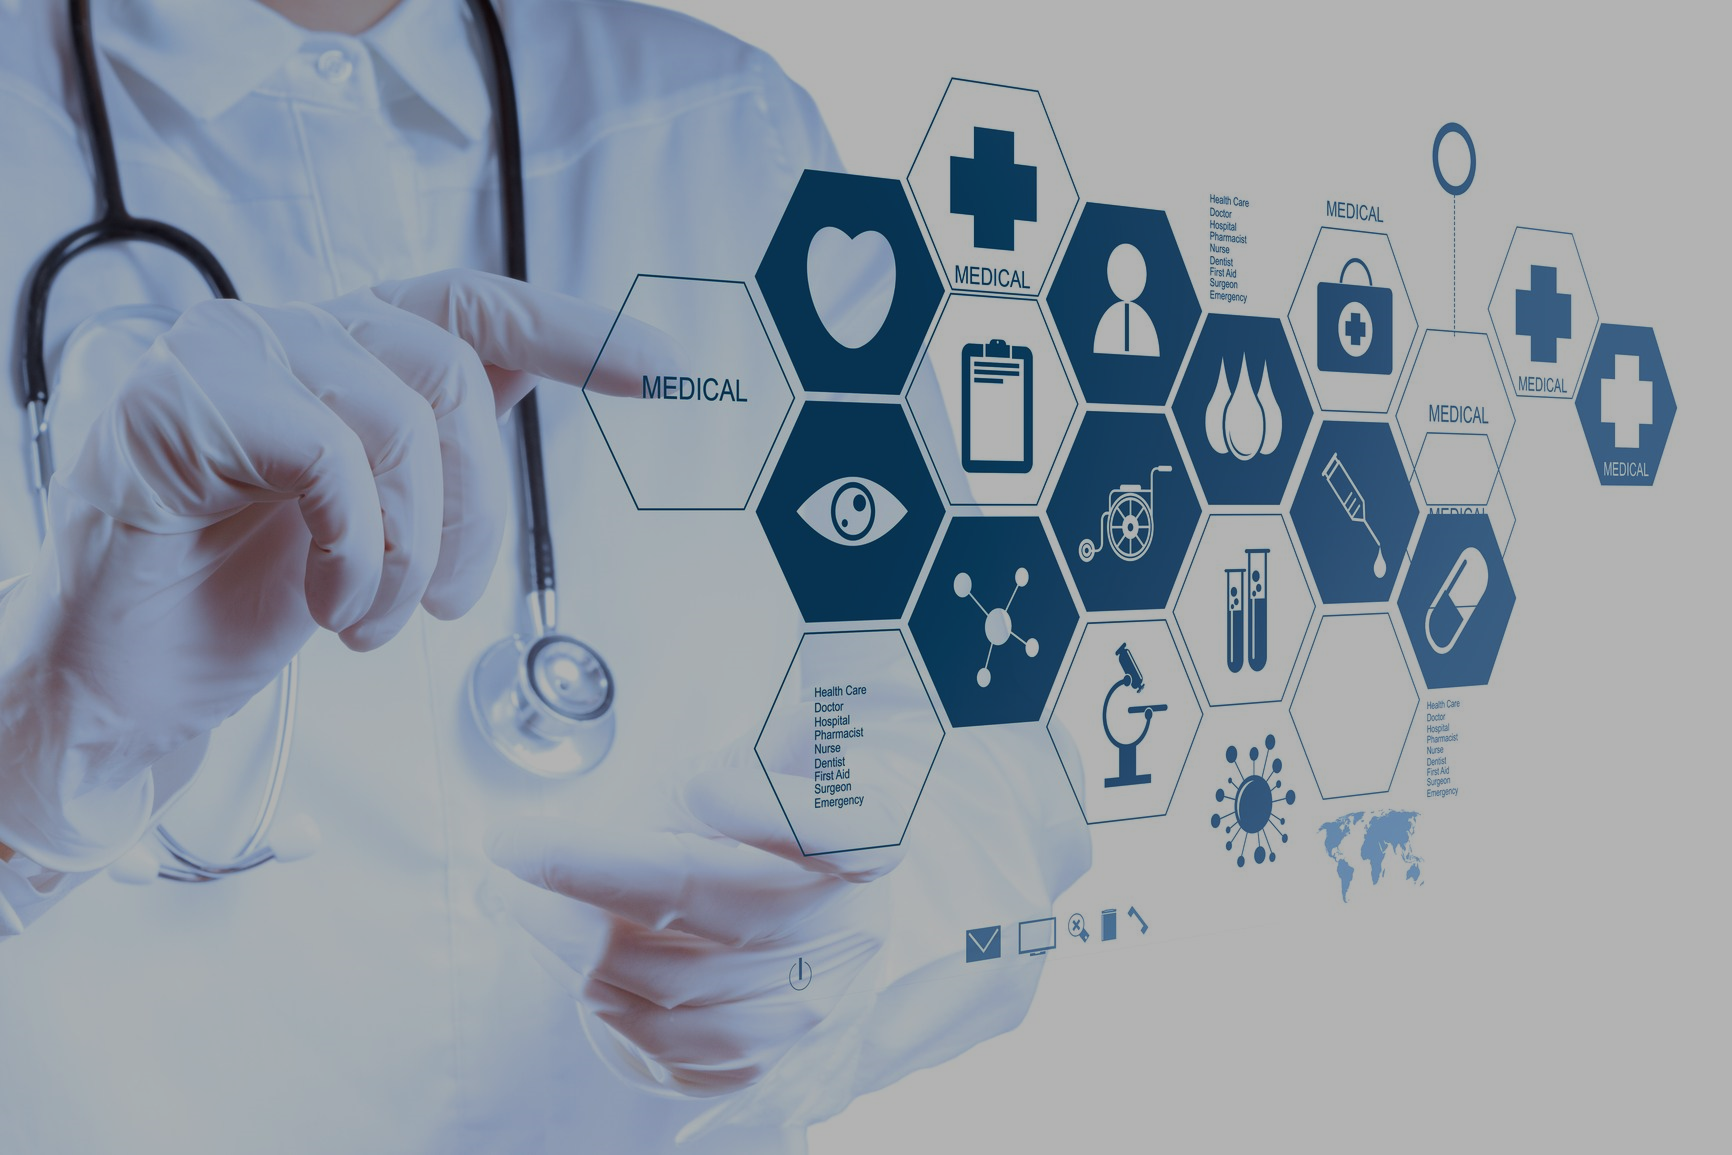 MEDICAL
MEDICAL
Health Care
Doctor
Hospital
Pharmacist
Nurse
Dentist
First Aid
Surgeon
Emergency
MEDICAL
MEDICAL
MEDICAL
MEDICAL
MEDICAL
Health Care
Doctor
Hospital
Pharmacist
Nurse
Dentist
First Aid
Surgeon
Emergency
Health Care
Doctor
Hospital
Pharmacist
Nurse
Dentist
First Aid
Surgeon
Emergency